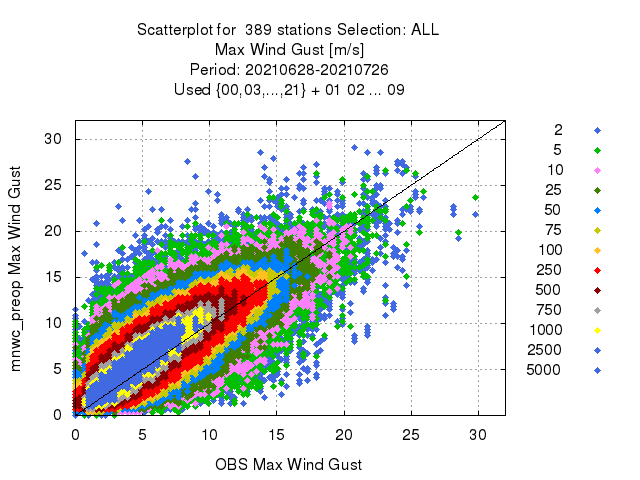 Scatterplot for 389 stations Selection: ALL
Max Wind Gust [m/s]
Period: 20210628-20210726
Used {00,03,...,21} + 01 02 ... 09
mnwc_preop Max Wind Gust
30
25
20
15
10
5
0
0 5 10 15 20 25 30
OBS Max Wind Gust
2
5
10
25
50
75
100
250
500
750
1000
2500
5000